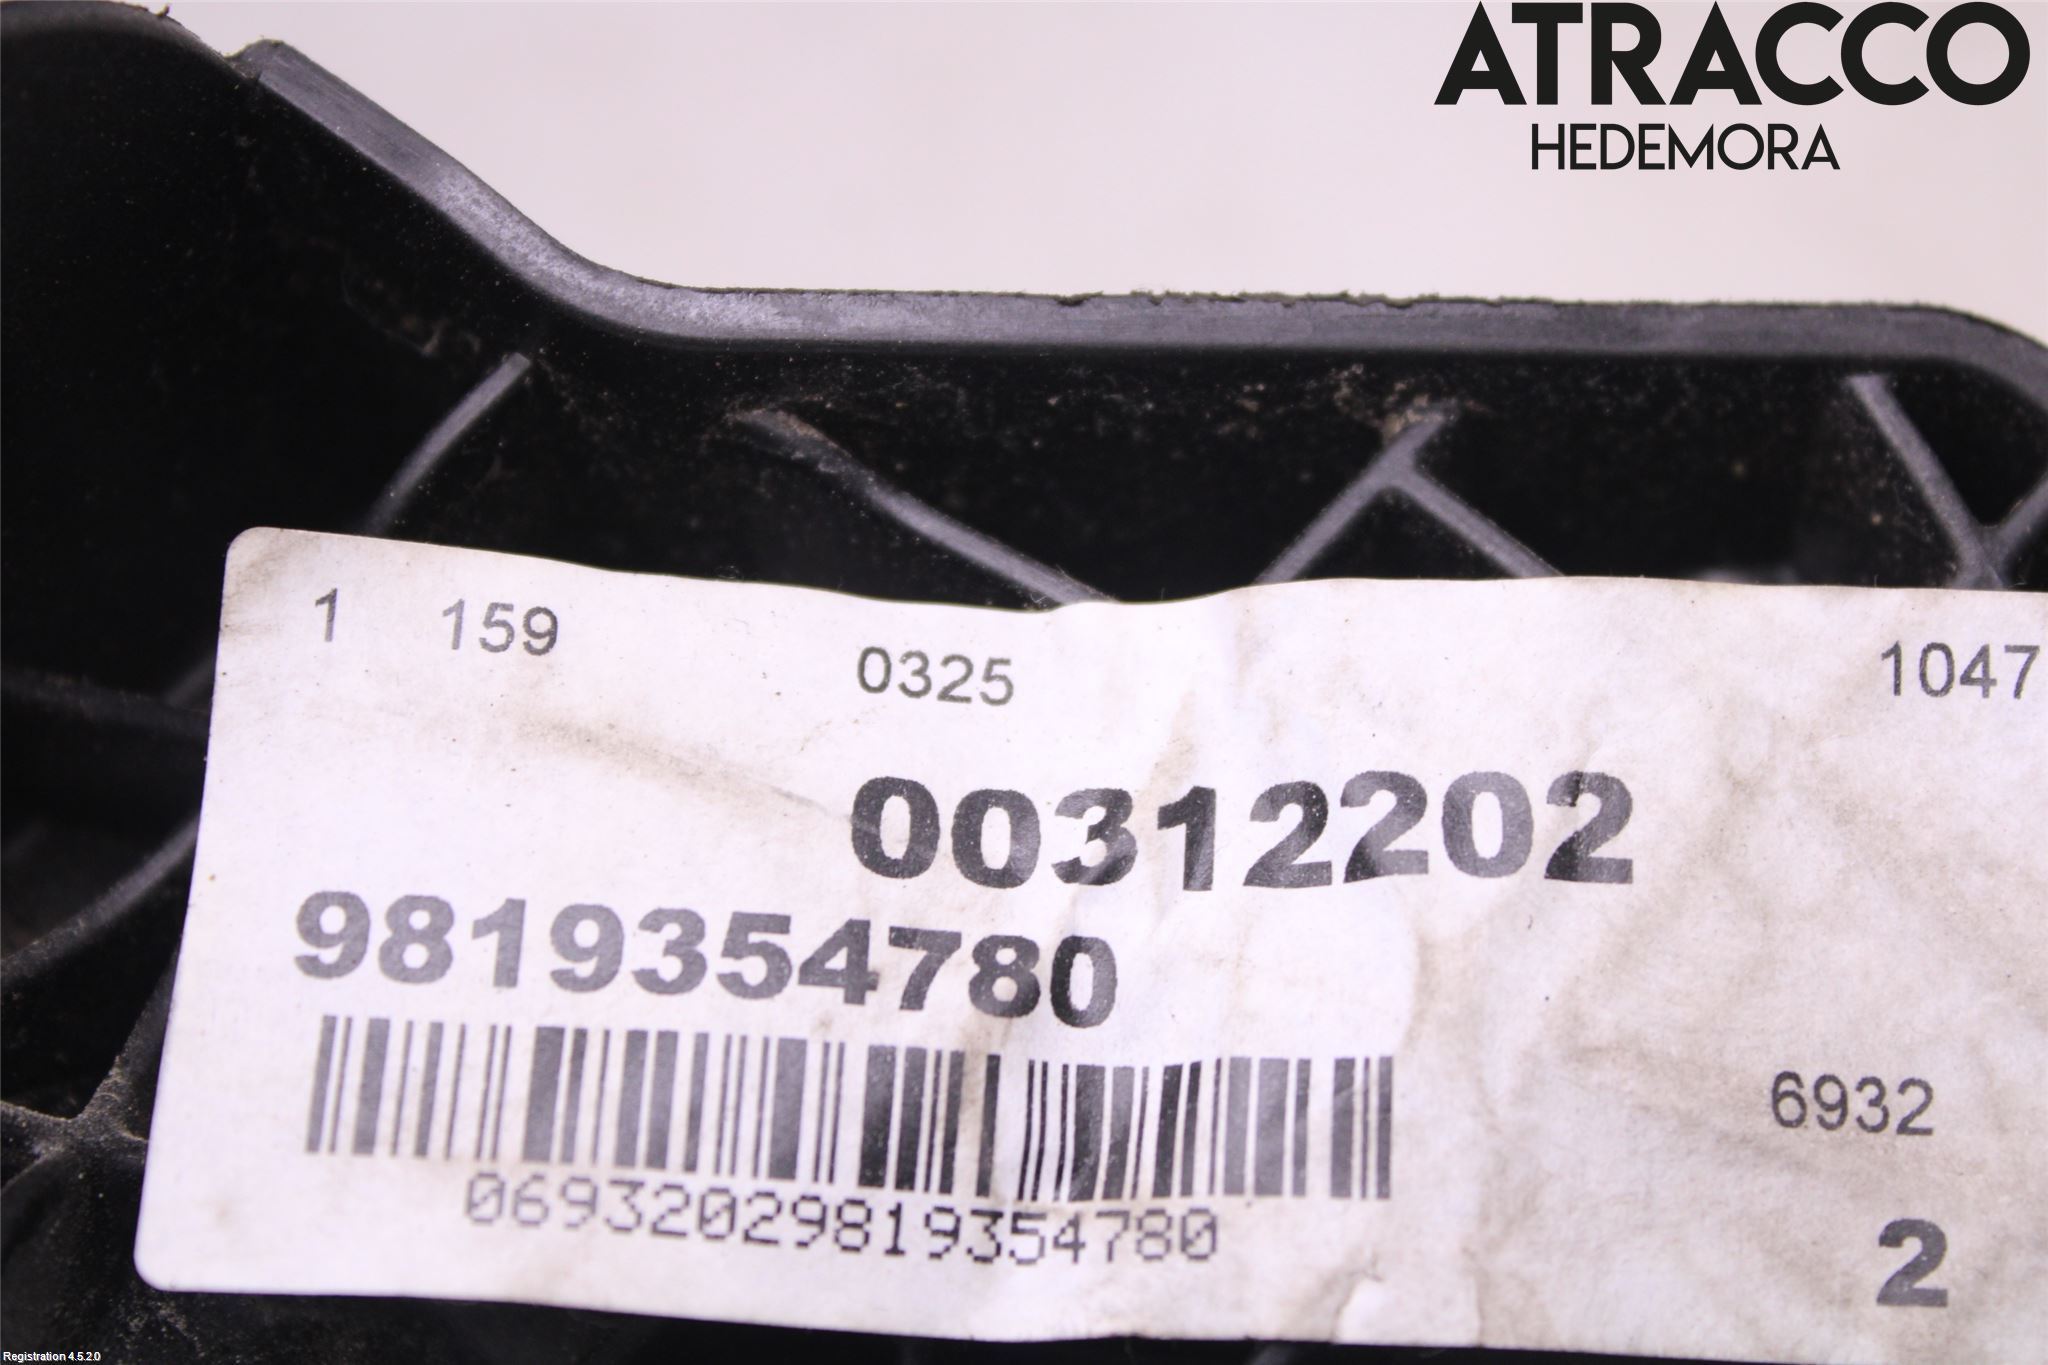 ATRACCO
HEDEMORA
1 159 0325 1047
00312202
9819354780
6932
06932029819354780
2
Registration 4.5.2.0